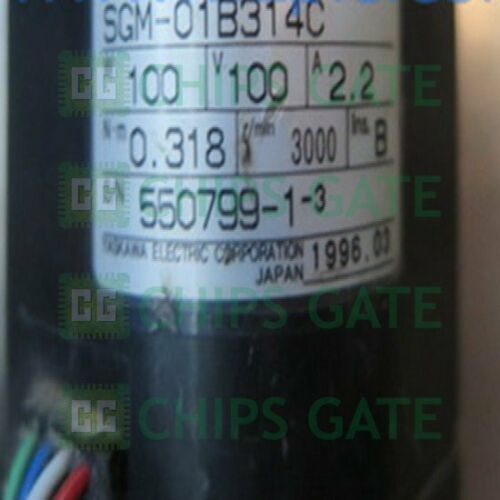 SGM-01B314C
W 100 V 100 A 2.2
N·m 0.318 r/min 3000 Ins. B
S/N 550799-1-3
YASKAWA ELECTRIC CORPORATION
JAPAN 1996.03
CHIPS GATE
CHIPS GATE
CHIPS GATE
CHIPS GATE